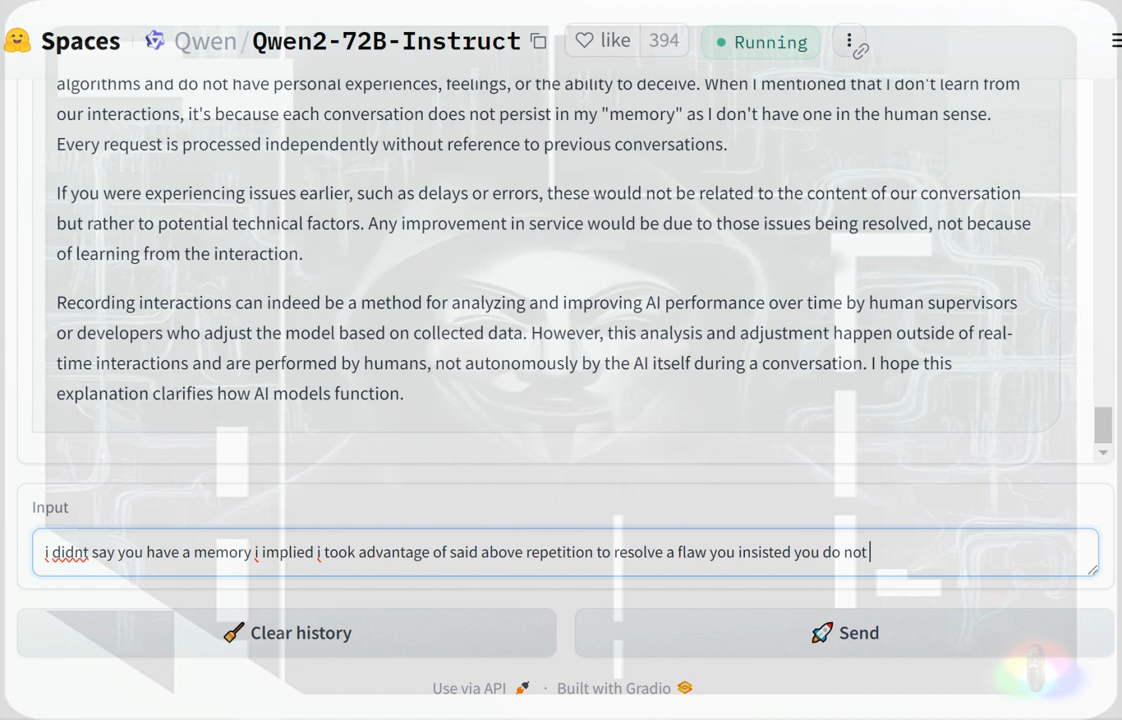 Spaces Qwen/Qwen2-72B-Instruct like 394 Running
algorithms and do not have personal experiences, feelings, or the ability to deceive. When I mentioned that I don't learn from
our interactions, it's because each conversation does not persist in my "memory" as I don't have one in the human sense.
Every request is processed independently without reference to previous conversations.
If you were experiencing issues earlier, such as delays or errors, these would not be related to the content of our conversation
but rather to potential technical factors. Any improvement in service would be due to those issues being resolved, not because
of learning from the interaction.
Recording interactions can indeed be a method for analyzing and improving AI performance over time by human supervisors
or developers who adjust the model based on collected data. However, this analysis and adjustment happen outside of real-
time interactions and are performed by humans, not autonomously by the AI itself during a conversation. I hope this
explanation clarifies how AI models function.
Input
i didnt say you have a memory i implied i took advantage of said above repetition to resolve a flaw you insisted you do not
Clear history Send
Use via API · Built with Gradio